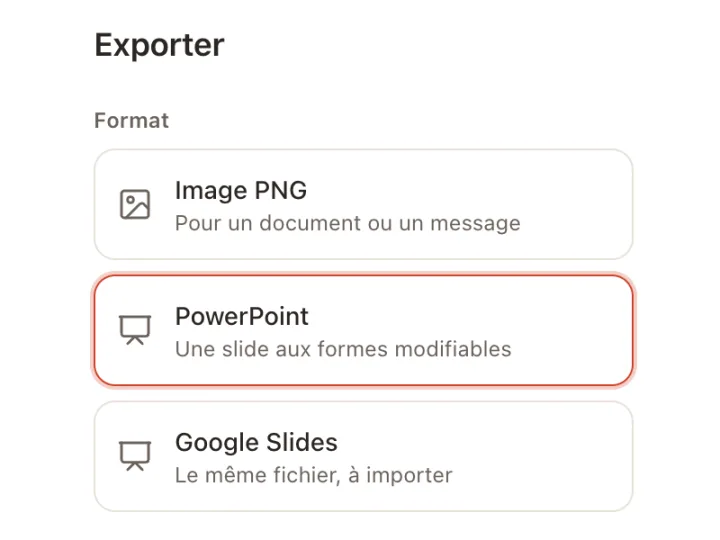 Exporter
Format
Image PNG
Pour un document ou un message
PowerPoint
Une slide aux formes modifiables
Google Slides
Le même fichier, à importer